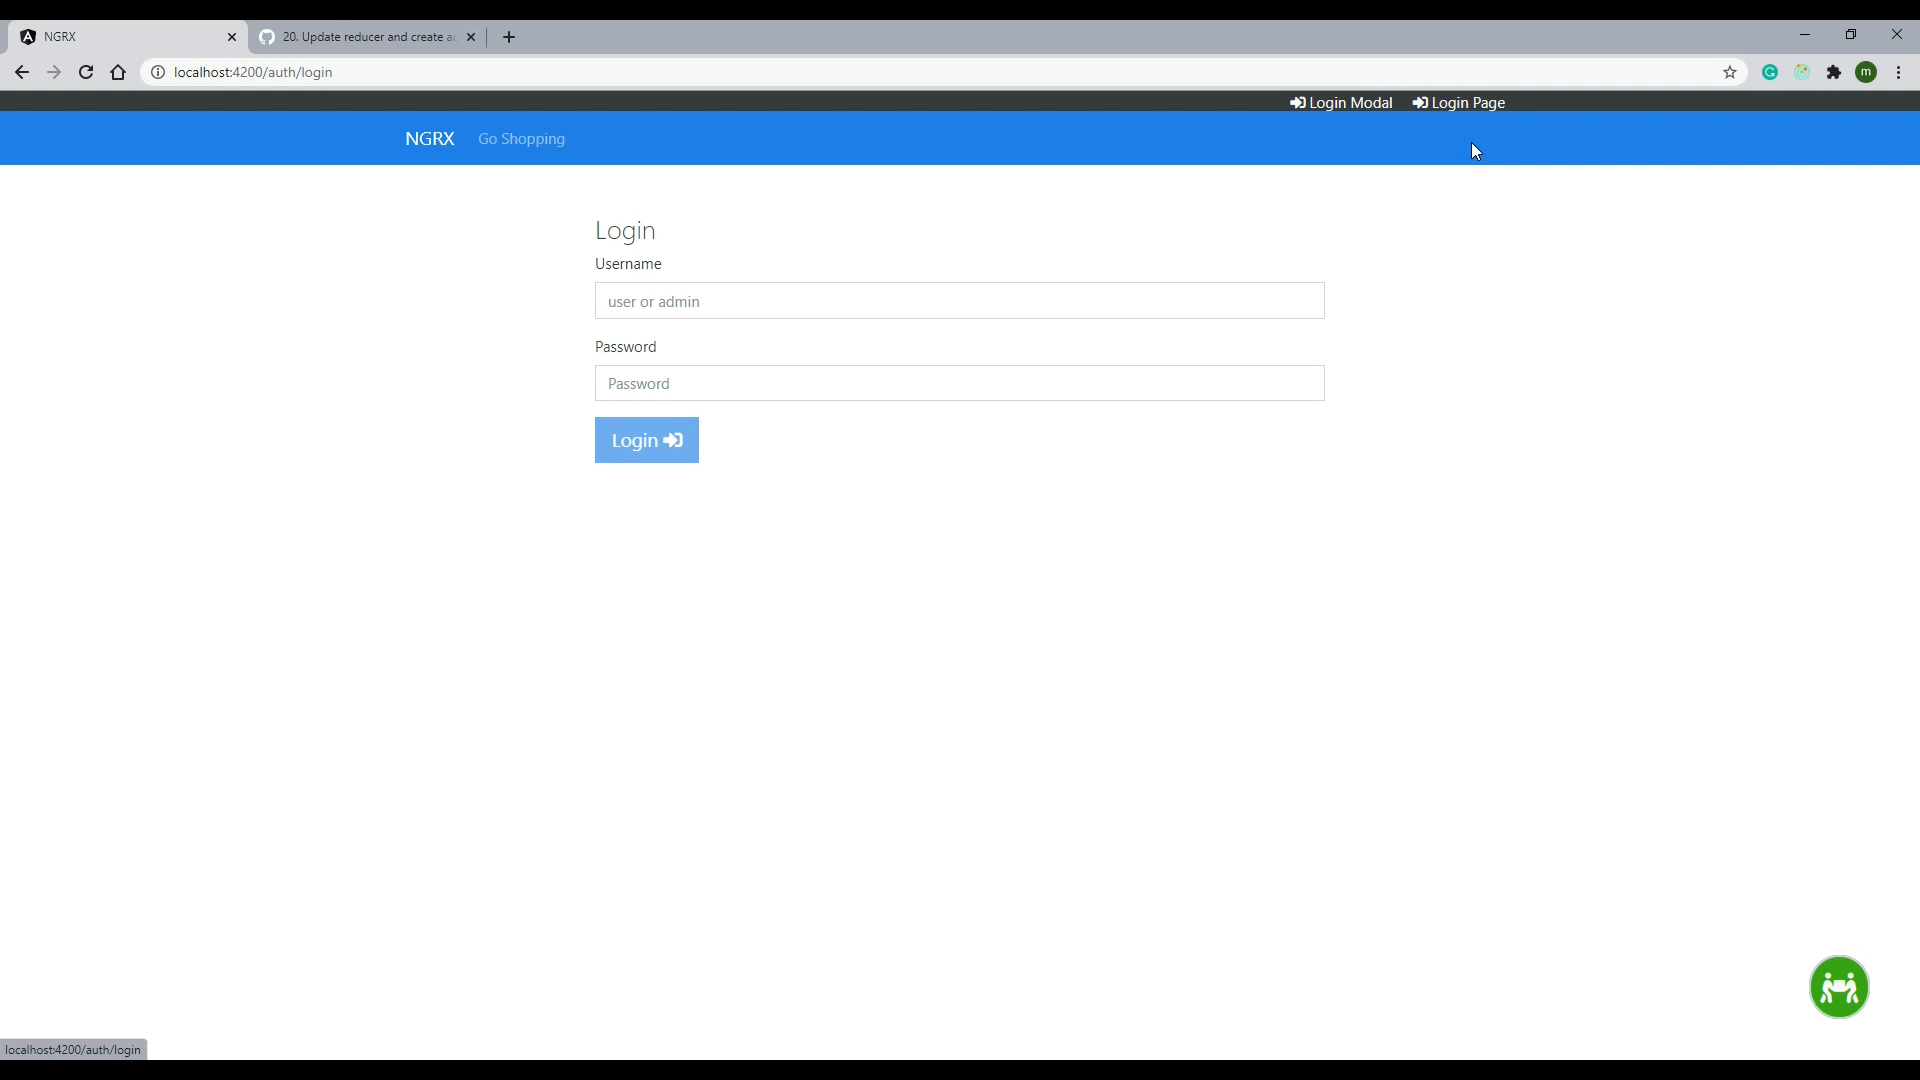 NGRX
20. Update reducer and create
localhost:4200/auth/login
m
Login Modal
Login Page
NGRX
Go Shopping
Login
Username
user or admin
Password
Password
Login
localhost:4200/auth/login